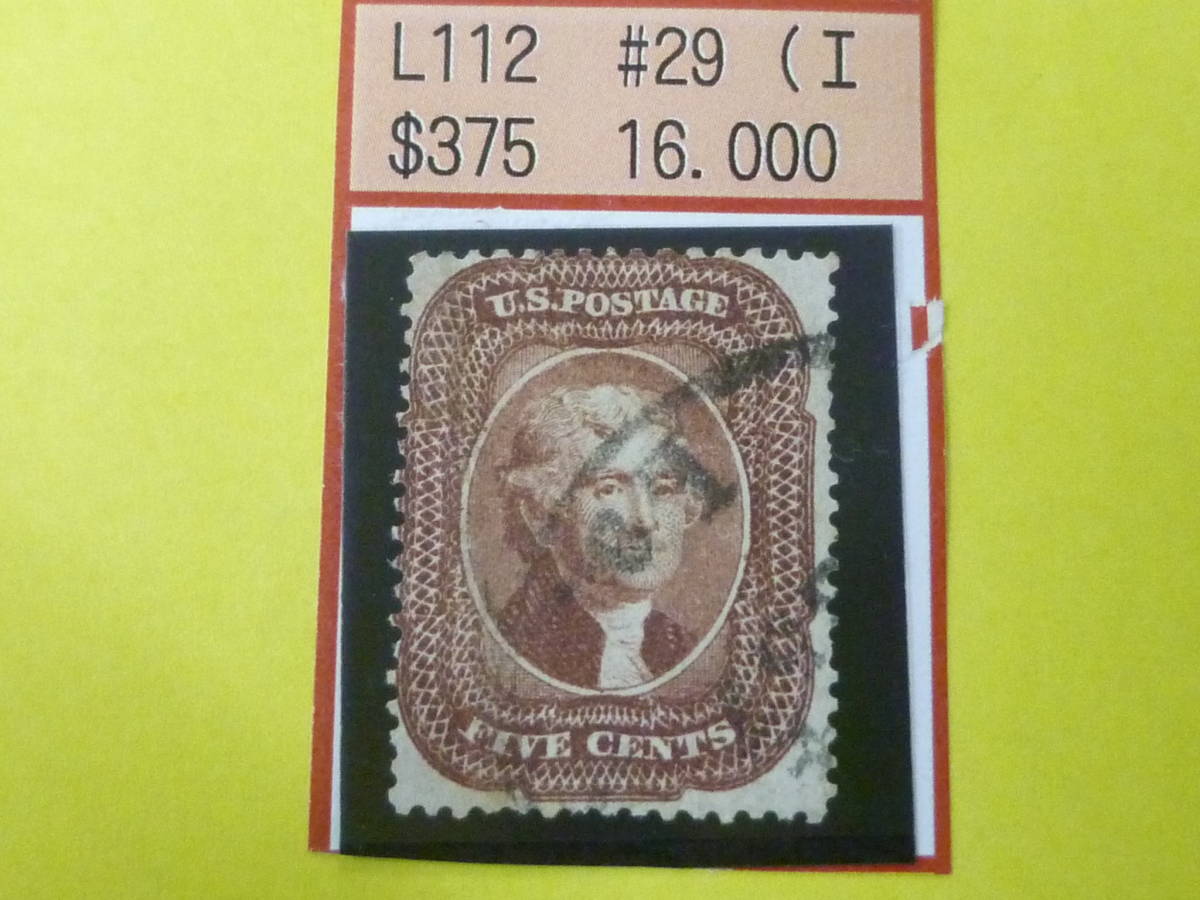 L112 #29 (I
$375 16.000
U.S.POSTAGE
FIVE CENTS